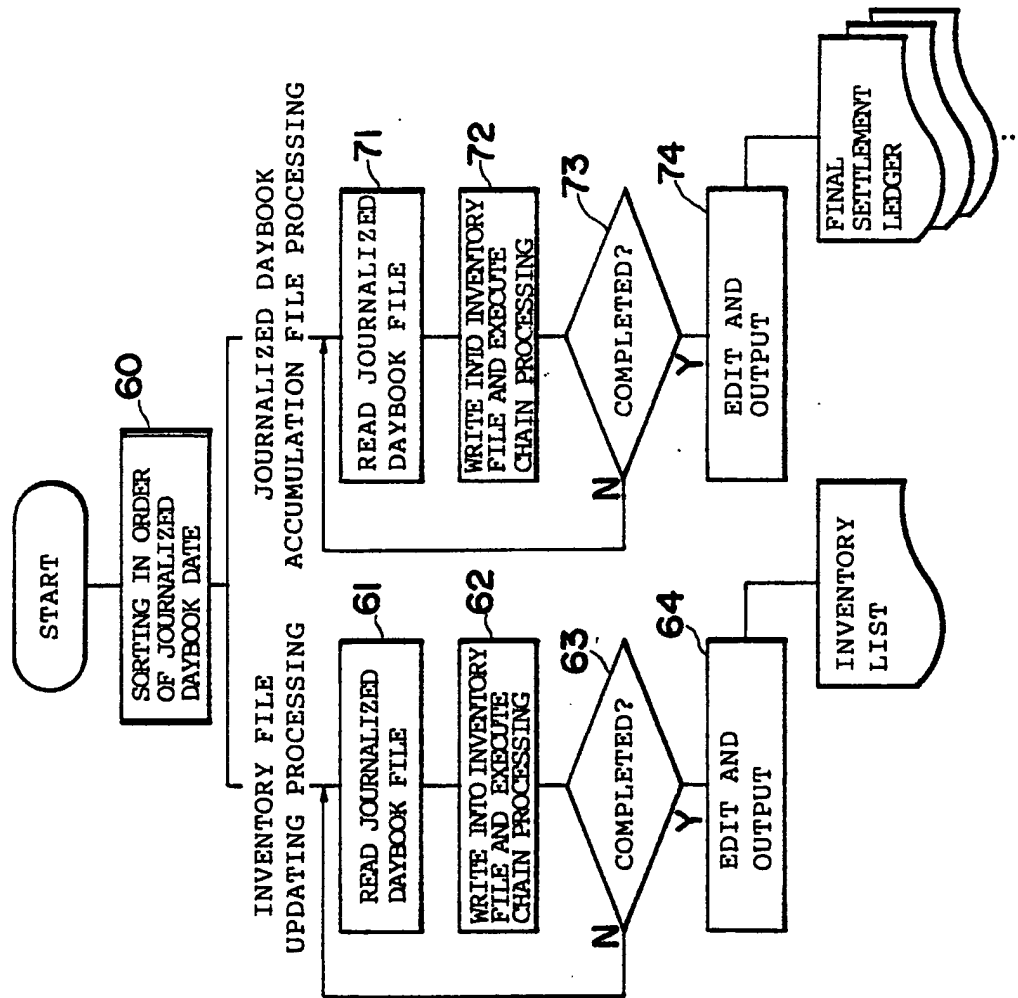 START
60
SORTING IN ORDER
OF JOURNALIZED
DAYBOOK DATE
INVENTORY FILE
UPDATING PROCESSING
61
READ JOURNALIZED
DAYBOOK FILE
62
WRITE INTO INVENTORY
FILE AND EXECUTE
CHAIN PROCESSING
63
COMPLETED?
N
Y
64
EDIT AND
OUTPUT
INVENTORY
LIST
JOURNALIZED DAYBOOK
ACCUMULATION FILE PROCESSING
71
READ JOURNALIZED
DAYBOOK FILE
72
WRITE INTO INVENTORY
FILE AND EXECUTE
CHAIN PROCESSING
73
COMPLETED?
N
Y
74
EDIT AND
OUTPUT
FINAL
SETTLEMENT
LEDGER